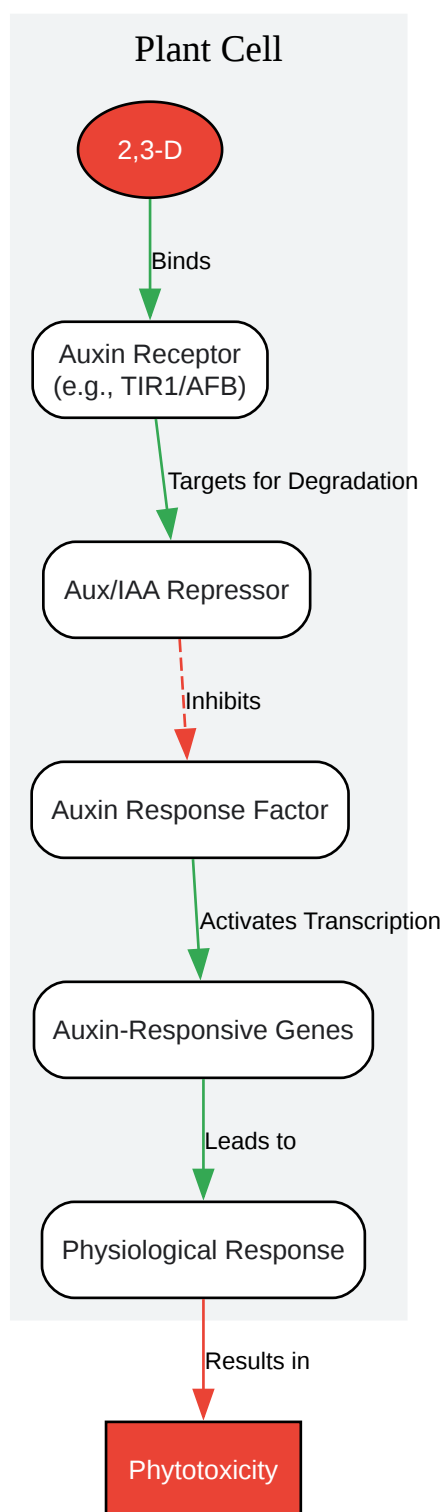 Plant Cell
2,3-D
Binds
Auxin Receptor
(e.g., TIR1/AFB)
Targets for Degradation
Aux/IAA Repressor
Inhibits
Auxin Response Factor
Activates Transcription
Auxin-Responsive Genes
Leads to
Physiological Response
Results in
Phytotoxicity